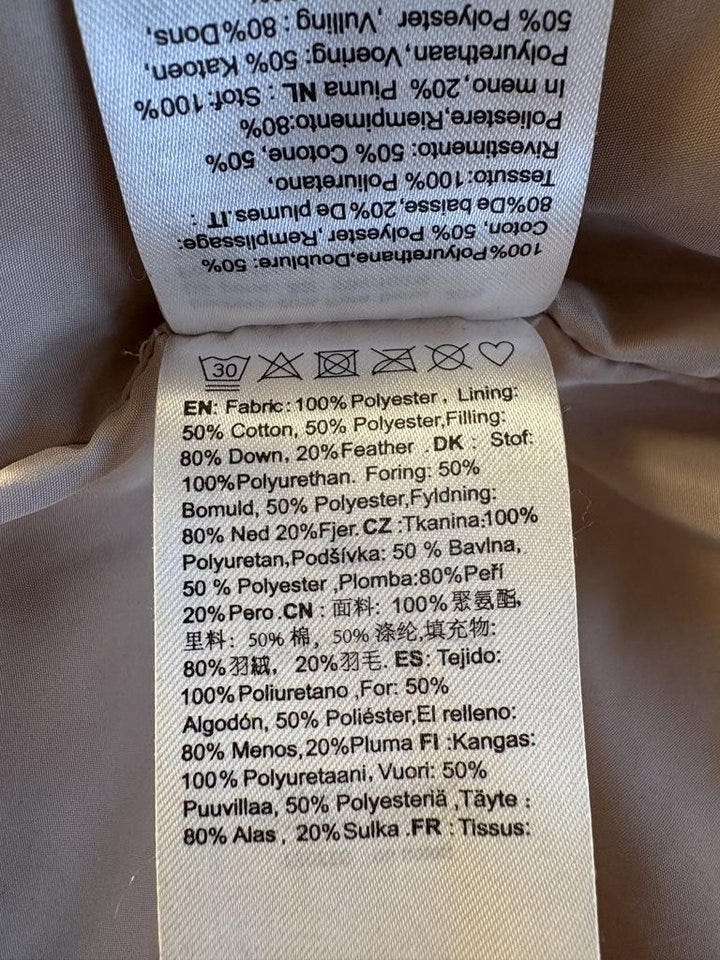 30
EN: Fabric:100% Polyester , Lining:
50% Cotton, 50% Polyester,Filling:
80% Down, 20%Feather .DK : Stof:
100%Polyurethan. Foring: 50%
Bomuld, 50% Polyester,Fyldning:
80% Ned 20%Fjer.CZ :Tkanina:100%
Polyuretan,Podšívka: 50 % Bavlna,
50 % Polyester ,Plomba:80%Peří
20%Pero.CN : 面料: 100%聚氨酯,
里料: 50% 棉, 50% 涤纶,填充物:
80%羽絨, 20%羽毛. ES: Tejido:
100%Poliuretano ,For: 50%
Algodón, 50% Poliéster,El relleno:
80% Menos,20%Pluma FI :Kangas:
100% Polyuretaani, Vuori: 50%
Puuvillaa, 50% Polyesteriä ,Täyte :
80% Alas , 20%Sulka .FR : Tissus:
100%Polyurethane,Doublure: 50%
Coton, 50% Polyester, Remplissage:
80%De baisse,20% De plumes.IT :
Tessuto:100% Poliuretano,
Rivestimento: 50% Cotone, 50%
Poliestere,Riempimento:80%
In meno,20% Piuma NL : Stof:100%
Polyurethaan, Voering: 50% Katoen,
50% Polyester ,Vulling : 80%Dons,